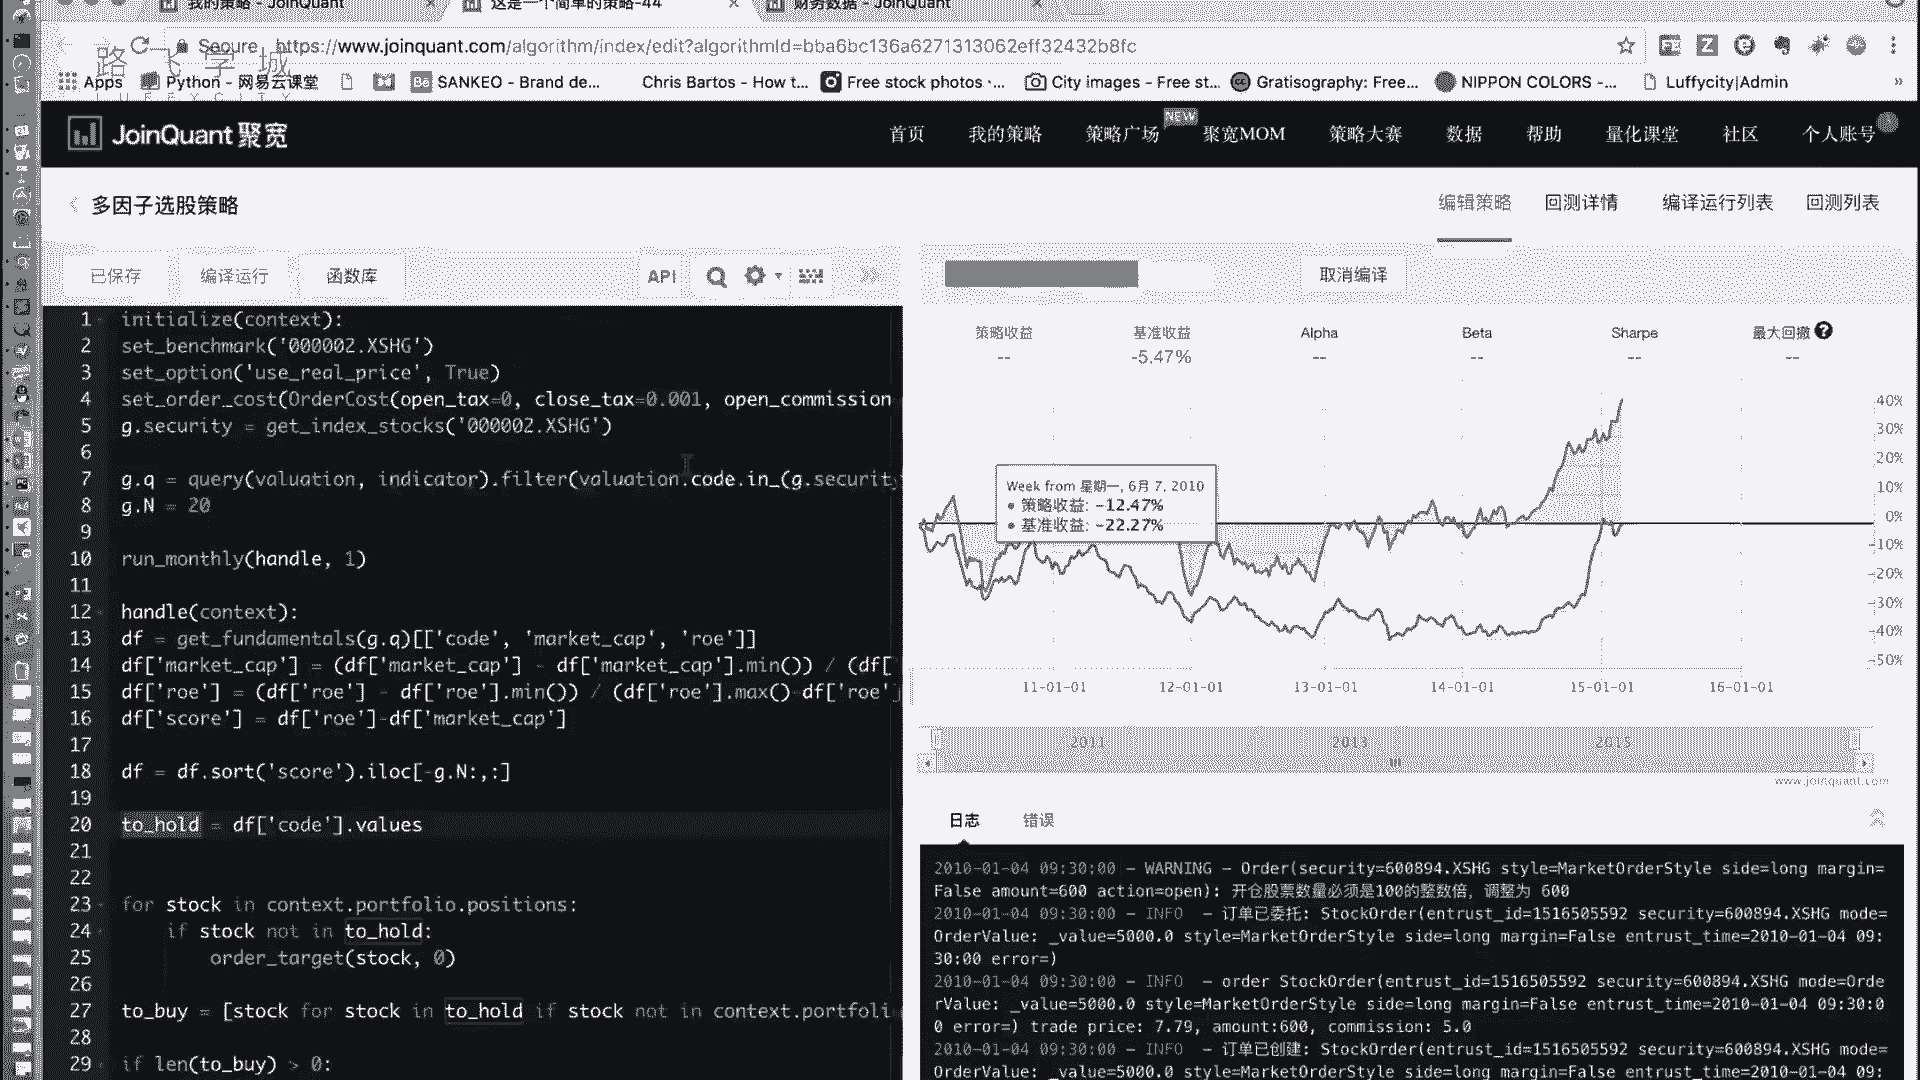 我的策略 - JoinQuant
这是一个简单的策略-44
财务数据 - JoinQuant
Secure https://www.joinquant.com/algorithm/index/edit?algorithmId=bba6bc136a6271313062eff32432b8fc
路飞学城
LUFFYCITY
Apps Python - 网易云课堂 SANKEO - Brand de... Chris Bartos - How t... Free stock photos · ... City images - Free st... Gratisography: Free... NIPPON COLORS -... Luffycity|Admin »
JoinQuant 聚宽
首页 我的策略 策略广场 NEW 聚宽MOM 策略大赛 数据 帮助 量化课堂 社区 个人账号
多因子选股策略
编辑策略 回测详情 编译运行列表 回测列表
已保存 编译运行 函数库 API
取消编译
1 initialize(context):
2 set_benchmark('000002.XSHG')
3 set_option('use_real_price', True)
4 set_order_cost(OrderCost(open_tax=0, close_tax=0.001, open_commission
5 g.security = get_index_stocks('000002.XSHG')
6
7 g.q = query(valuation, indicator).filter(valuation.code.in_(g.security
8 g.N = 20
9
10 run_monthly(handle, 1)
11
12 handle(context):
13 df = get_fundamentals(g.q)[['code', 'market_cap', 'roe']]
14 df['market_cap'] = (df['market_cap'] - df['market_cap'].min()) / (df['
15 df['roe'] = (df['roe'] - df['roe'].min()) / (df['roe'].max()-df['roe']
16 df['score'] = df['roe']-df['market_cap']
17
18 df = df.sort('score').iloc[-g.N:,:]
19
20 to_hold = df['code'].values
21
22
23 for stock in context.portfolio.positions:
24 if stock not in to_hold:
25 order_target(stock, 0)
26
27 to_buy = [stock for stock in to_hold if stock not in context.portfoli
28
29 if len(to_buy) > 0:
策略收益 基准收益 Alpha Beta Sharpe 最大回撤
-- -5.47% -- -- -- --
40%
30%
20%
10%
0%
-10%
-20%
-30%
-40%
-50%
Week from 星期一, 6月 7, 2010
策略收益: -12.47%
基准收益: -22.27%
11-01-01 12-01-01 13-01-01 14-01-01 15-01-01 16-01-01
2011 2013 2015
www.joinquant.com
日志 错误
2010-01-04 09:30:00 - WARNING - Order(security=600894.XSHG style=MarketOrderStyle side=long margin=
False amount=600 action=open): 开仓股票数量必须是100的整数倍, 调整为 600
2010-01-04 09:30:00 - INFO - 订单已委托: StockOrder(entrust_id=1516505592 security=600894.XSHG mode=
OrderValue: _value=5000.0 style=MarketOrderStyle side=long margin=False entrust_time=2010-01-04 09:
30:00 error=)
2010-01-04 09:30:00 - INFO - order StockOrder(entrust_id=1516505592 security=600894.XSHG mode=Orde
rValue: _value=5000.0 style=MarketOrderStyle side=long margin=False entrust_time=2010-01-04 09:30:0
0 error=) trade price: 7.79, amount:600, commission: 5.0
2010-01-04 09:30:00 - INFO - 订单已创建: StockOrder(entrust_id=1516505592 security=600894.XSHG mode=
OrderValue: _value=5000.0 style=MarketOrderStyle side=long margin=False entrust_time=2010-01-04 09: